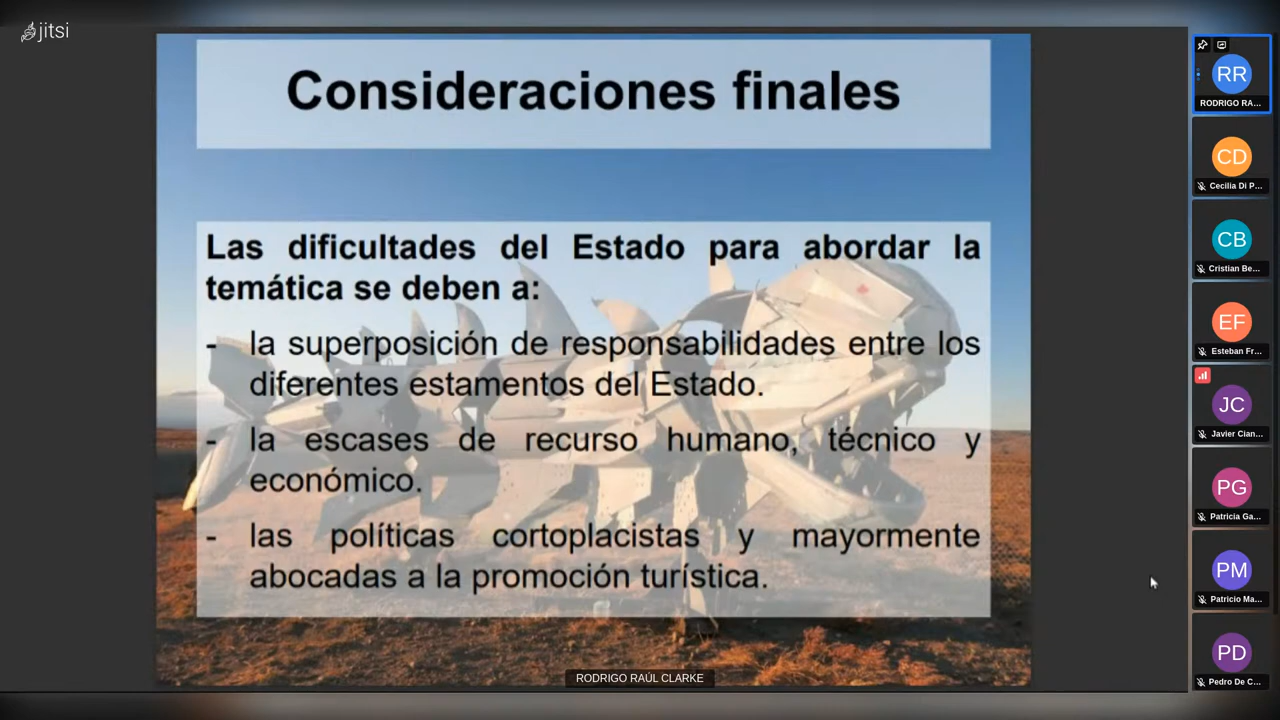 jitsi
Consideraciones finales
Las dificultades del Estado para abordar la
temática se deben a:
- la superposición de responsabilidades entre los
diferentes estamentos del Estado.
- la escases de recurso humano, técnico y
económico.
- las políticas cortoplacistas y mayormente
abocadas a la promoción turística.
RODRIGO RAÚL CLARKE
RR
RODRIGO RA...
CD
Cecilia Di P...
CB
Cristian Be...
EF
Esteban Fr...
JC
Javier Cian...
PG
Patricia Ga...
PM
Patricio Ma...
PD
Pedro De C...